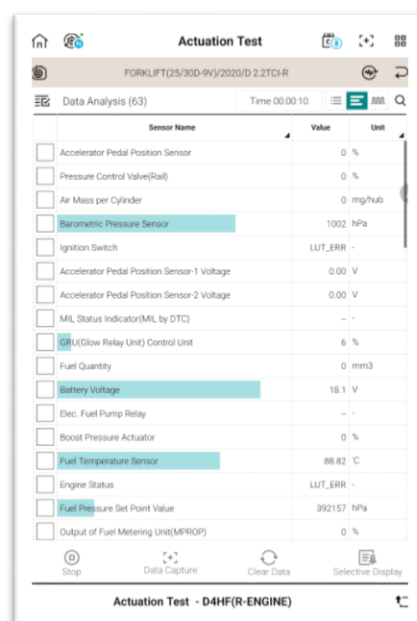 Actuation Test
FORKLIFT(25/30D-9V)/2020/D 2.2TCI-R
Data Analysis (63) Time 00:00:10
Sensor Name Value Unit
Accelerator Pedal Position Sensor 0 %
Pressure Control Valve(Rail) 0 %
Air Mass per Cylinder 0 mg/hub
Barometric Pressure Sensor 1002 hPa
Ignition Switch LUT_ERR -
Accelerator Pedal Position Sensor-1 Voltage 0.00 V
Accelerator Pedal Position Sensor-2 Voltage 0.00 V
MIL Status Indicator(MIL by DTC) -- -
GRU(Glow Relay Unit) Control Unit 6 %
Fuel Quantity 0 mm3
Battery Voltage 18.1 V
Elec. Fuel Pump Relay -- -
Boost Pressure Actuator 0 %
Fuel Temperature Sensor 88.82 ℃
Engine Status LUT_ERR -
Fuel Pressure Set Point Value 392157 hPa
Output of Fuel Metering Unit(MPROP) 0 %
Stop Data Capture Clear Data Selective Display
Actuation Test - D4HF(R-ENGINE)